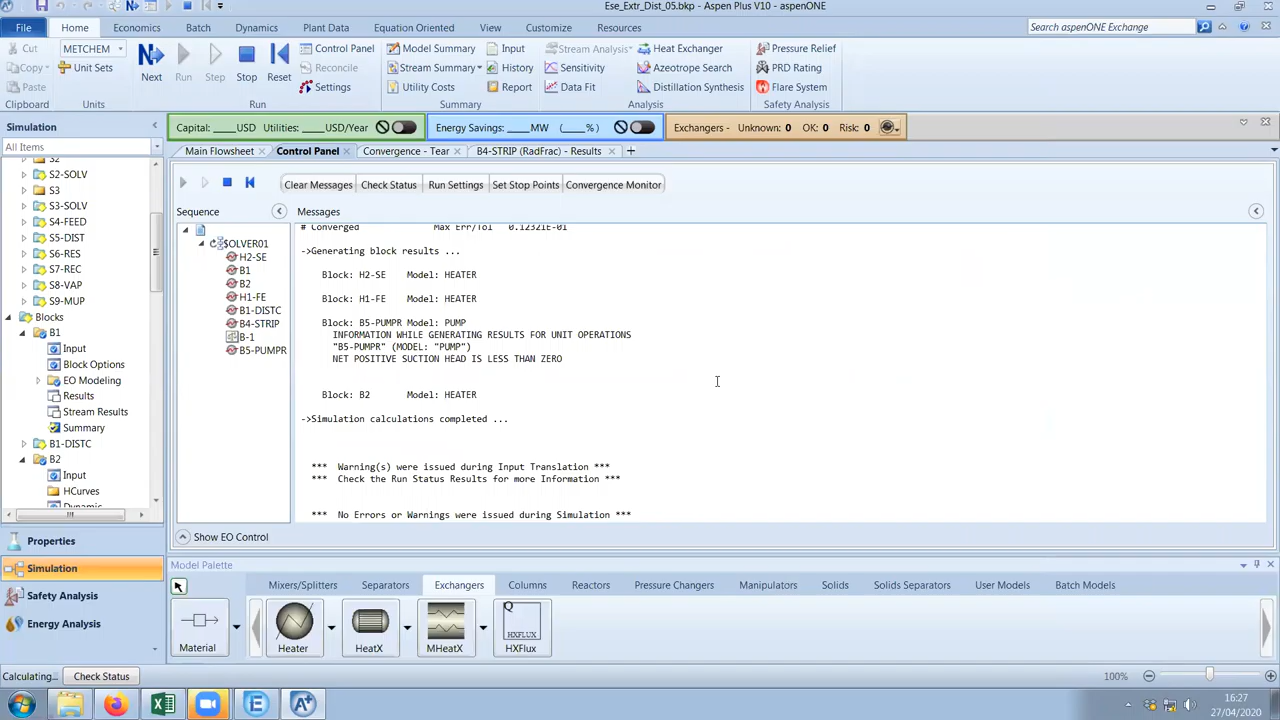 Ese_Extr_Dist_05.bkp - Aspen Plus V10 - aspenONE
File
Home
Economics
Batch
Dynamics
Plant Data
Equation Oriented
View
Customize
Resources
Search aspenONE Exchange
Cut
METCHEM
Copy
Unit Sets
Paste
Clipboard
Units
Next
Run
Step
Stop
Reset
Control Panel
Reconcile
Settings
Run
Model Summary
Input
Stream Summary
History
Utility Costs
Report
Summary
Stream Analysis
Heat Exchanger
Sensitivity
Azeotrope Search
Data Fit
Distillation Synthesis
Analysis
Pressure Relief
PRD Rating
Flare System
Safety Analysis
Capital: ____USD Utilities: ____USD/Year
Energy Savings: ____MW (____%)
Exchangers - Unknown: 0 OK: 0 Risk: 0
Simulation
All Items
S2
S2-SOLV
S3
S3-SOLV
S4-FEED
S5-DIST
S6-RES
S7-REC
S8-VAP
S9-MUP
Blocks
B1
Input
Block Options
EO Modeling
Results
Stream Results
Summary
B1-DISTC
B2
Input
HCurves
Dynamic
Properties
Simulation
Safety Analysis
Energy Analysis
Main Flowsheet
Control Panel
Convergence - Tear
B4-STRIP (RadFrac) - Results
Clear Messages
Check Status
Run Settings
Set Stop Points
Convergence Monitor
Sequence
Messages
$OLVER01
H2-SE
B1
B2
H1-FE
B1-DISTC
B4-STRIP
B-1
B5-PUMPR
# Converged Max Err/Tol 0.12321E-01
->Generating block results ...
Block: H2-SE Model: HEATER
Block: H1-FE Model: HEATER
Block: B5-PUMPR Model: PUMP
INFORMATION WHILE GENERATING RESULTS FOR UNIT OPERATIONS
"B5-PUMPR" (MODEL: "PUMP")
NET POSITIVE SUCTION HEAD IS LESS THAN ZERO
Block: B2 Model: HEATER
->Simulation calculations completed ...
*** Warning(s) were issued during Input Translation ***
*** Check the Run Status Results for more Information ***
*** No Errors or Warnings were issued during Simulation ***
Show EO Control
Model Palette
Mixers/Splitters
Separators
Exchangers
Columns
Reactors
Pressure Changers
Manipulators
Solids
Solids Separators
User Models
Batch Models
Material
Heater
HeatX
MHeatX
Q
HXFLUX
HXFlux
Calculating...
Check Status
100%
16:27
27/04/2020